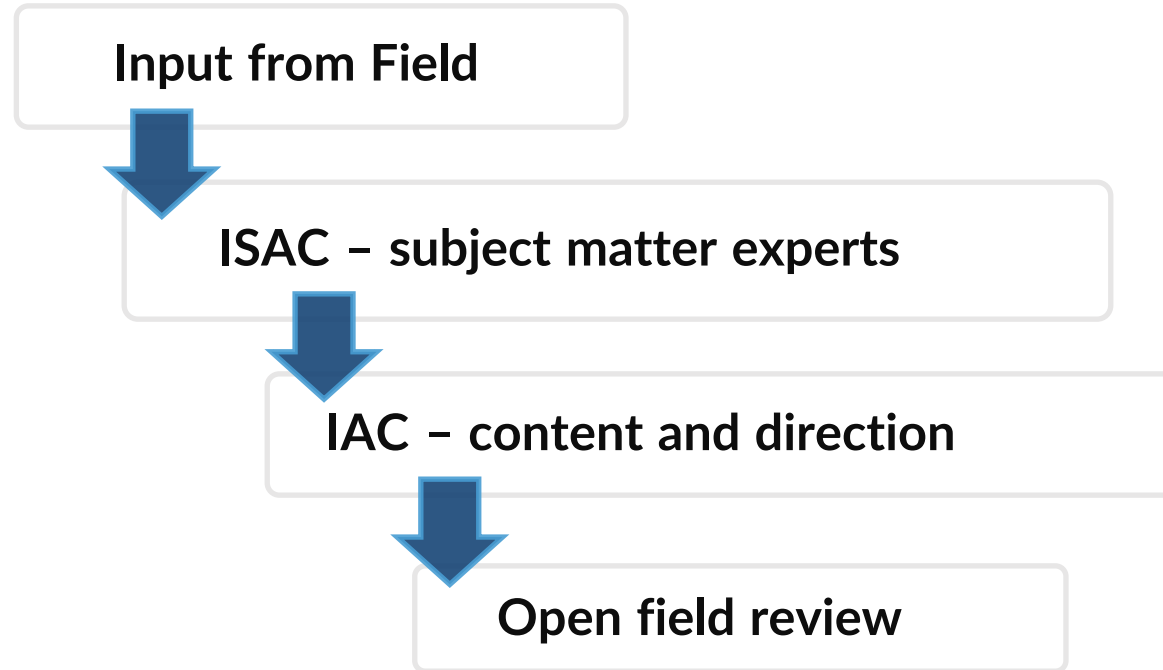 Input from Field
ISAC – subject matter experts
IAC – content and direction
Open field review